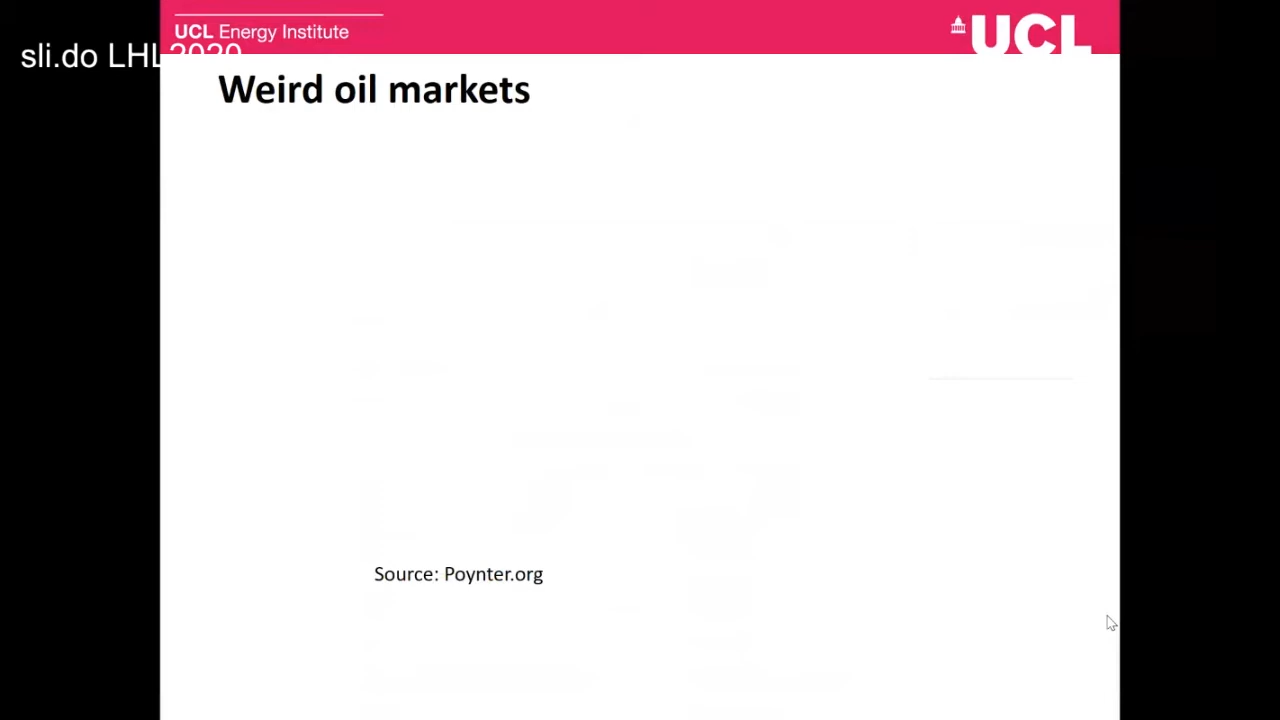 UCL Energy Institute
UCL
sli.do LHL 2020
Weird oil markets
Source: Poynter.org